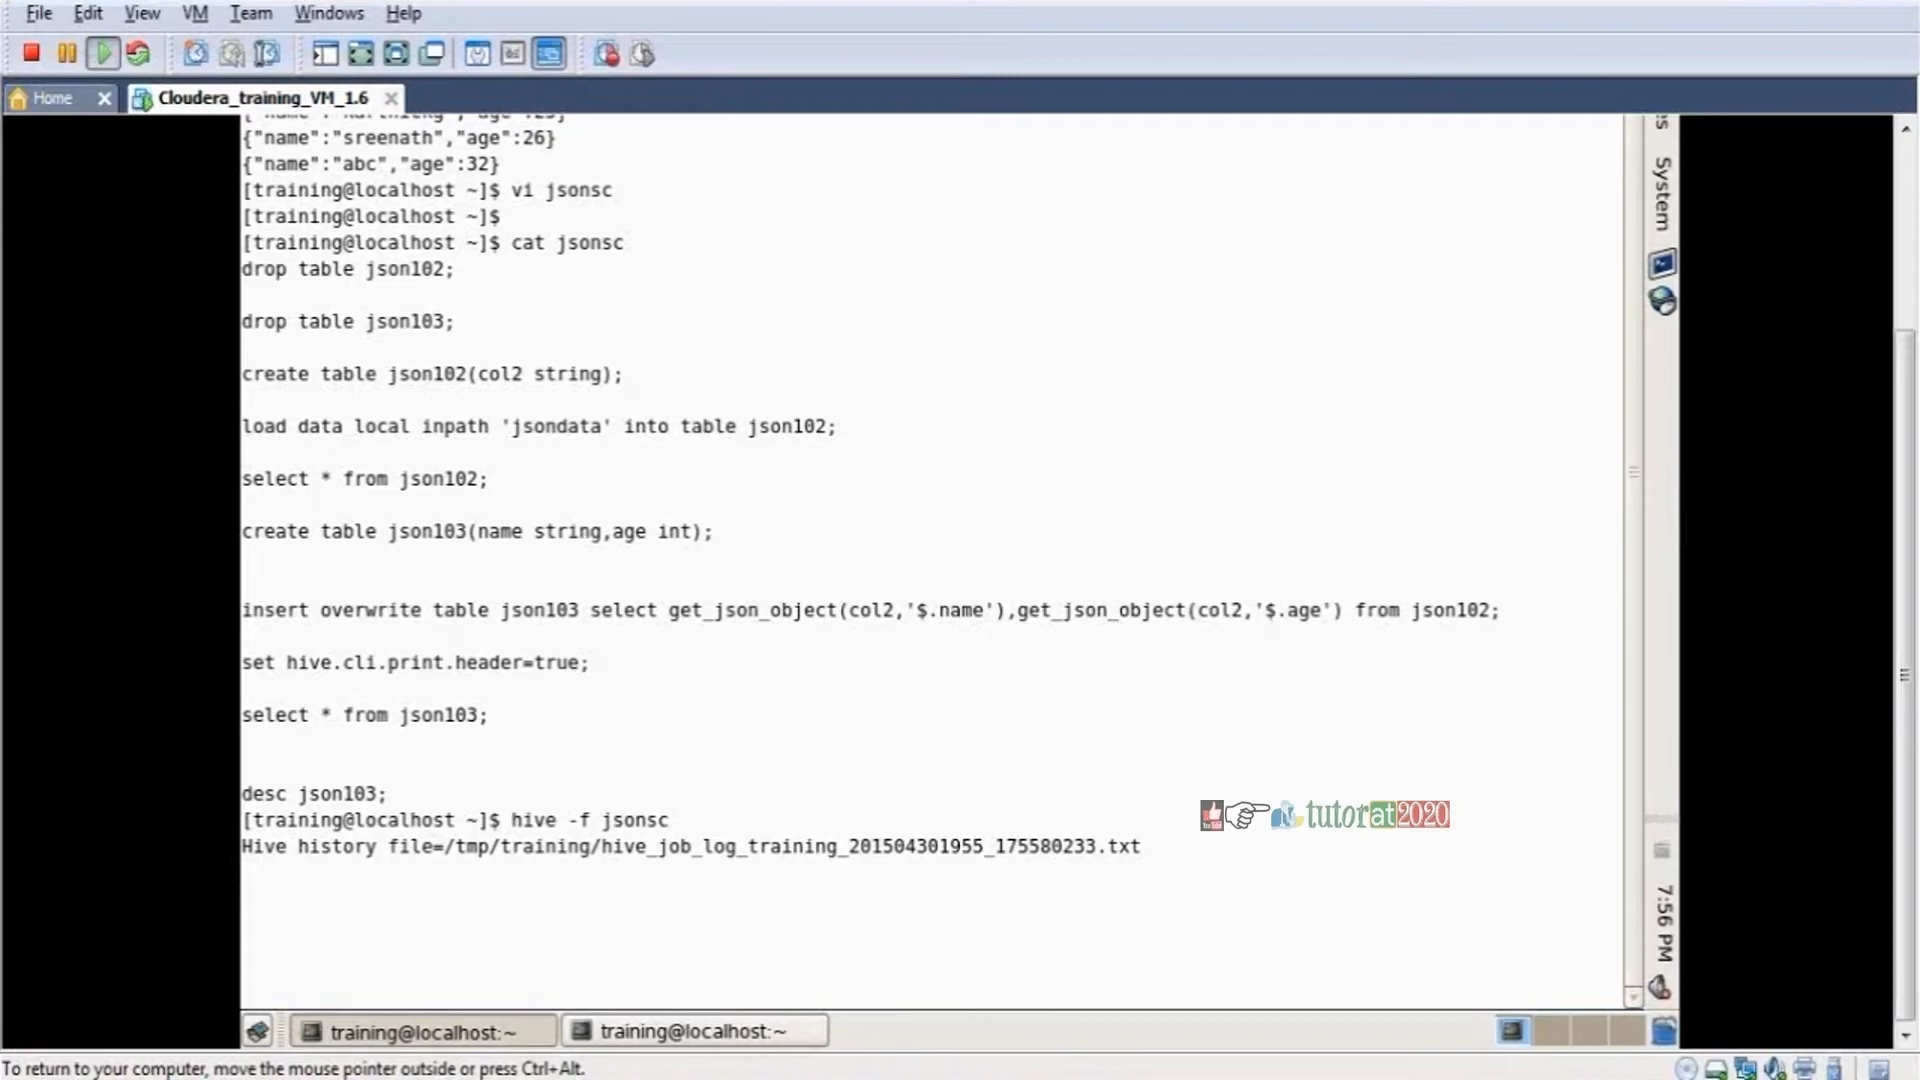 File Edit View VM Team Windows Help
Home
Cloudera_training_VM_1.6
{"name":"sreenath","age":26}
{"name":"abc","age":32}
[training@localhost ~]$ vi jsonsc
[training@localhost ~]$
[training@localhost ~]$ cat jsonsc
drop table json102;
drop table json103;
create table json102(col2 string);
load data local inpath 'jsondata' into table json102;
select * from json102;
create table json103(name string,age int);
insert overwrite table json103 select get_json_object(col2,'$.name'),get_json_object(col2,'$.age') from json102;
set hive.cli.print.header=true;
select * from json103;
desc json103;
[training@localhost ~]$ hive -f jsonsc
Hive history file=/tmp/training/hive_job_log_training_201504301955_175580233.txt
tutorat2020
es System
7:56 PM
training@localhost:~
training@localhost:~
To return to your computer, move the mouse pointer outside or press Ctrl+Alt.